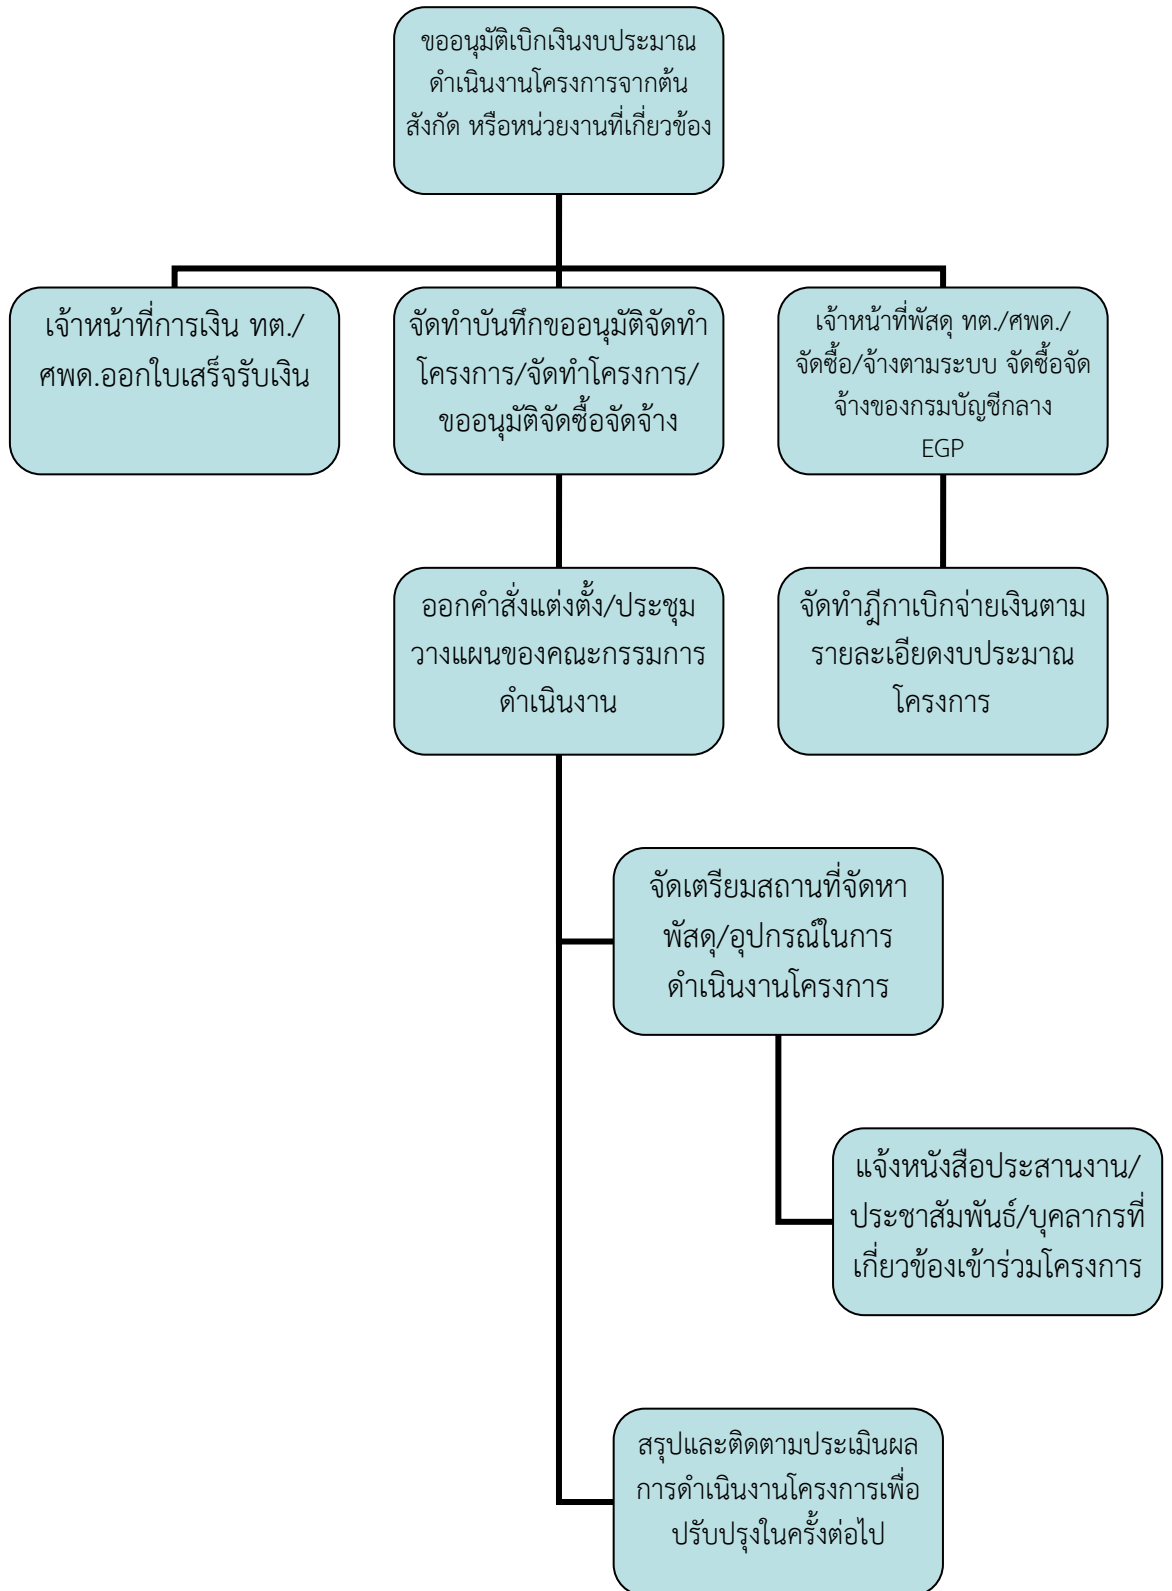 ขออนุมัติเบิกเงินงบประมาณ
ดำเนินงานโครงการจากต้น
สังกัด หรือหน่วยงานที่เกี่ยวข้อง
เจ้าหน้าที่การเงิน ทต./
ศพด.ออกใบเสร็จรับเงิน
จัดทำบันทึกขออนุมัติจัดทำ
โครงการ/จัดทำโครงการ/
ขออนุมัติจัดซื้อจัดจ้าง
เจ้าหน้าที่พัสดุ ทต./ศพด./
จัดซื้อ/จ้างตามระบบ จัดซื้อจัด
จ้างของกรมบัญชีกลาง
EGP
ออกคำสั่งแต่งตั้ง/ประชุม
วางแผนของคณะกรรมการ
ดำเนินงาน
จัดทำฎีกาเบิกจ่ายเงินตาม
รายละเอียดงบประมาณ
โครงการ
จัดเตรียมสถานที่จัดหา
พัสดุ/อุปกรณ์ในการ
ดำเนินงานโครงการ
แจ้งหนังสือประสานงาน/
ประชาสัมพันธ์/บุคลากรที่
เกี่ยวข้องเข้าร่วมโครงการ
สรุปและติดตามประเมินผล
การดำเนินงานโครงการเพื่อ
ปรับปรุงในครั้งต่อไป